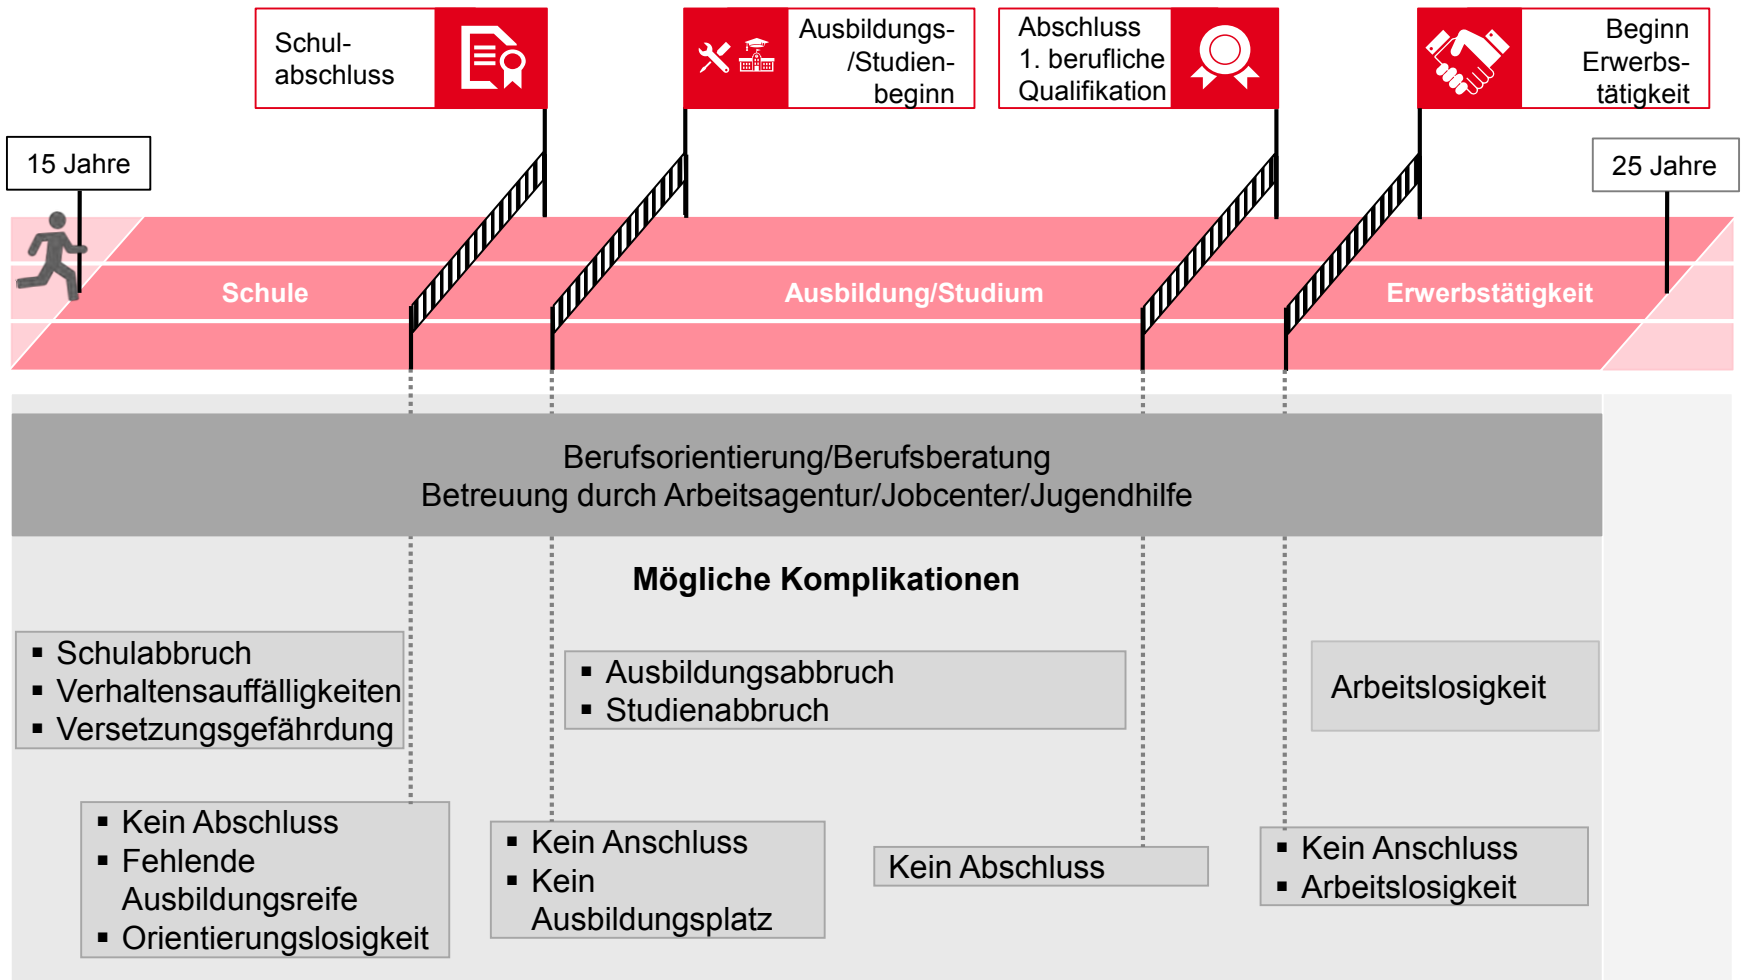 Schul-
abschluss
Ausbildungs-
/Studien-
beginn
Abschluss
1. berufliche
Qualifikation
Beginn
Erwerbs-
tätigkeit
15 Jahre
25 Jahre
Schule
Ausbildung/Studium
Erwerbstätigkeit
Berufsorientierung/Berufsberatung
Betreuung durch Arbeitsagentur/Jobcenter/Jugendhilfe
Mögliche Komplikationen
▪ Schulabbruch
▪ Verhaltensauffälligkeiten
▪ Versetzungsgefährdung
▪ Ausbildungsabbruch
▪ Studienabbruch
Arbeitslosigkeit
▪ Kein Abschluss
▪ Fehlende
Ausbildungsreife
▪ Orientierungslosigkeit
▪ Kein Anschluss
▪ Kein
Ausbildungsplatz
Kein Abschluss
▪ Kein Anschluss
▪ Arbeitslosigkeit